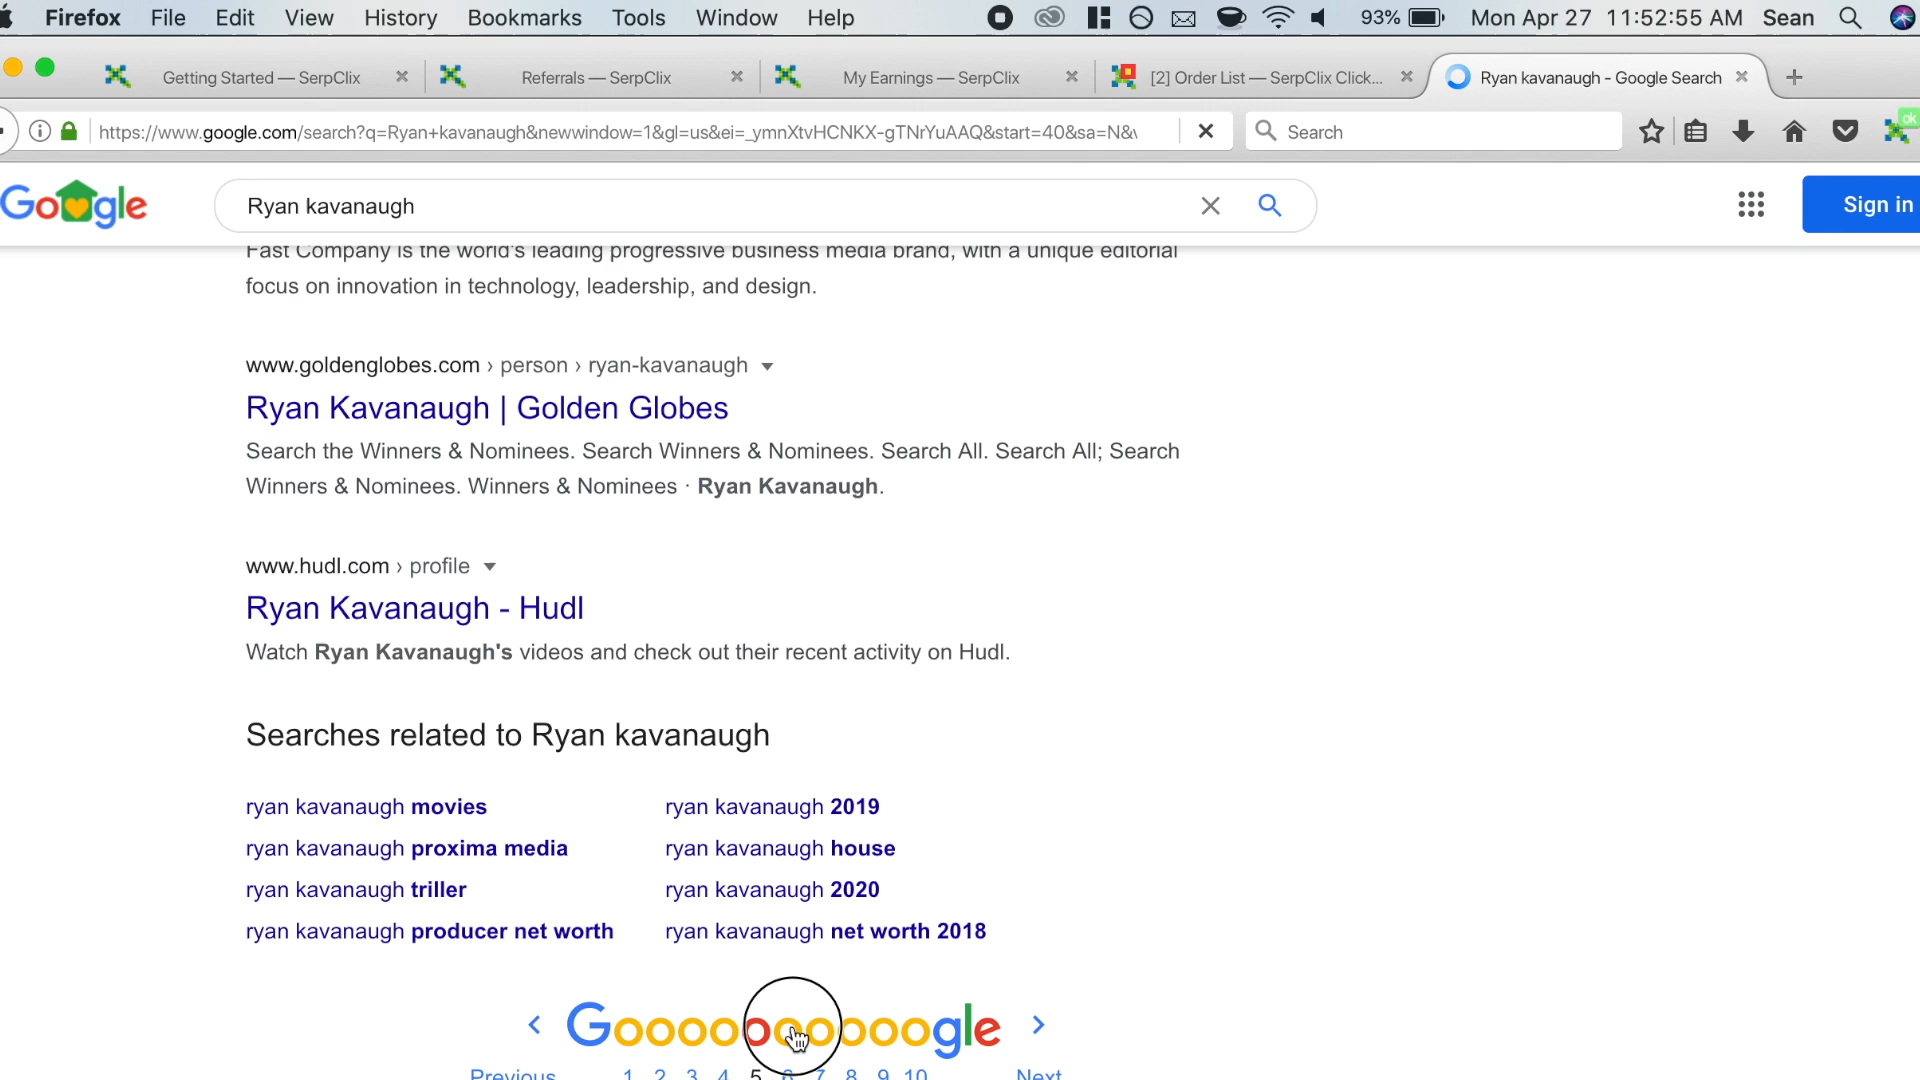 Firefox File Edit View History Bookmarks Tools Window Help 93% Mon Apr 27 11:52:55 AM Sean
Getting Started — SerpClix Referrals — SerpClix My Earnings — SerpClix [2] Order List — SerpClix Click... Ryan kavanaugh - Google Search
https://www.google.com/search?q=Ryan+kavanaugh&newwindow=1&gl=us&ei=_ymnXtvHCNKX-gTNrYuAAQ&start=40&sa=N&v Search ok
Google Ryan kavanaugh Sign in
Fast Company is the world's leading progressive business media brand, with a unique editorial
focus on innovation in technology, leadership, and design.
www.goldenglobes.com › person › ryan-kavanaugh
Ryan Kavanaugh | Golden Globes
Search the Winners & Nominees. Search Winners & Nominees. Search All. Search All; Search
Winners & Nominees. Winners & Nominees · Ryan Kavanaugh.
www.hudl.com › profile
Ryan Kavanaugh - Hudl
Watch Ryan Kavanaugh's videos and check out their recent activity on Hudl.
Searches related to Ryan kavanaugh
ryan kavanaugh movies ryan kavanaugh 2019
ryan kavanaugh proxima media ryan kavanaugh house
ryan kavanaugh triller ryan kavanaugh 2020
ryan kavanaugh producer net worth ryan kavanaugh net worth 2018
Goooooooooogle
Previous 1 2 3 4 5 6 7 8 9 10 Next